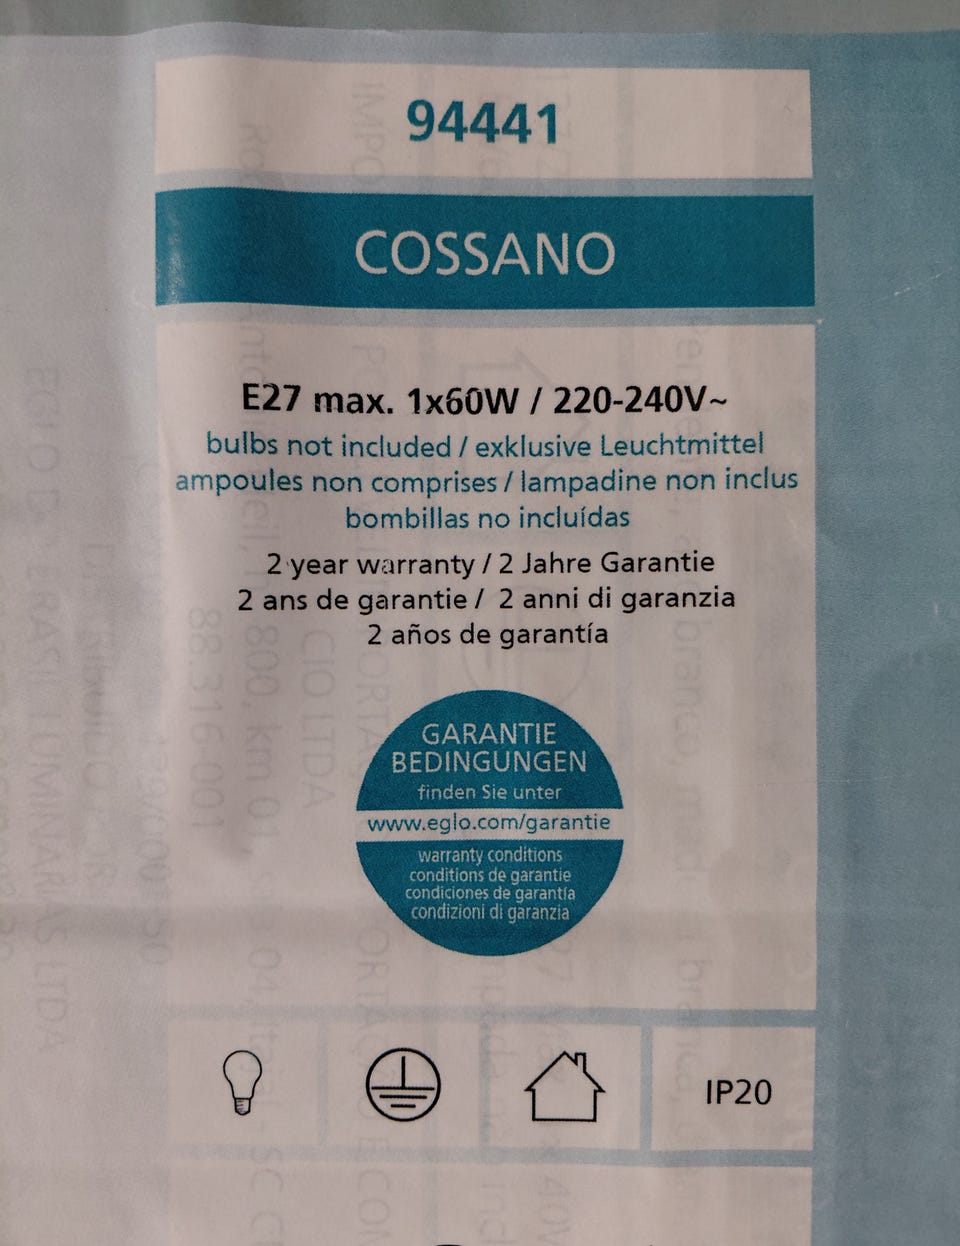 94441
COSSANO
E27 max. 1x60W / 220-240V~
bulbs not included / exklusive Leuchtmittel
ampoules non comprises / lampadine non inclus
bombillas no incluídas
2 year warranty / 2 Jahre Garantie
2 ans de garantie / 2 anni di garanzia
2 años de garantía
GARANTIE
BEDINGUNGEN
finden Sie unter
www.eglo.com/garantie
warranty conditions
conditions de garantie
condiciones de garantía
condizioni di garanzia
IP20